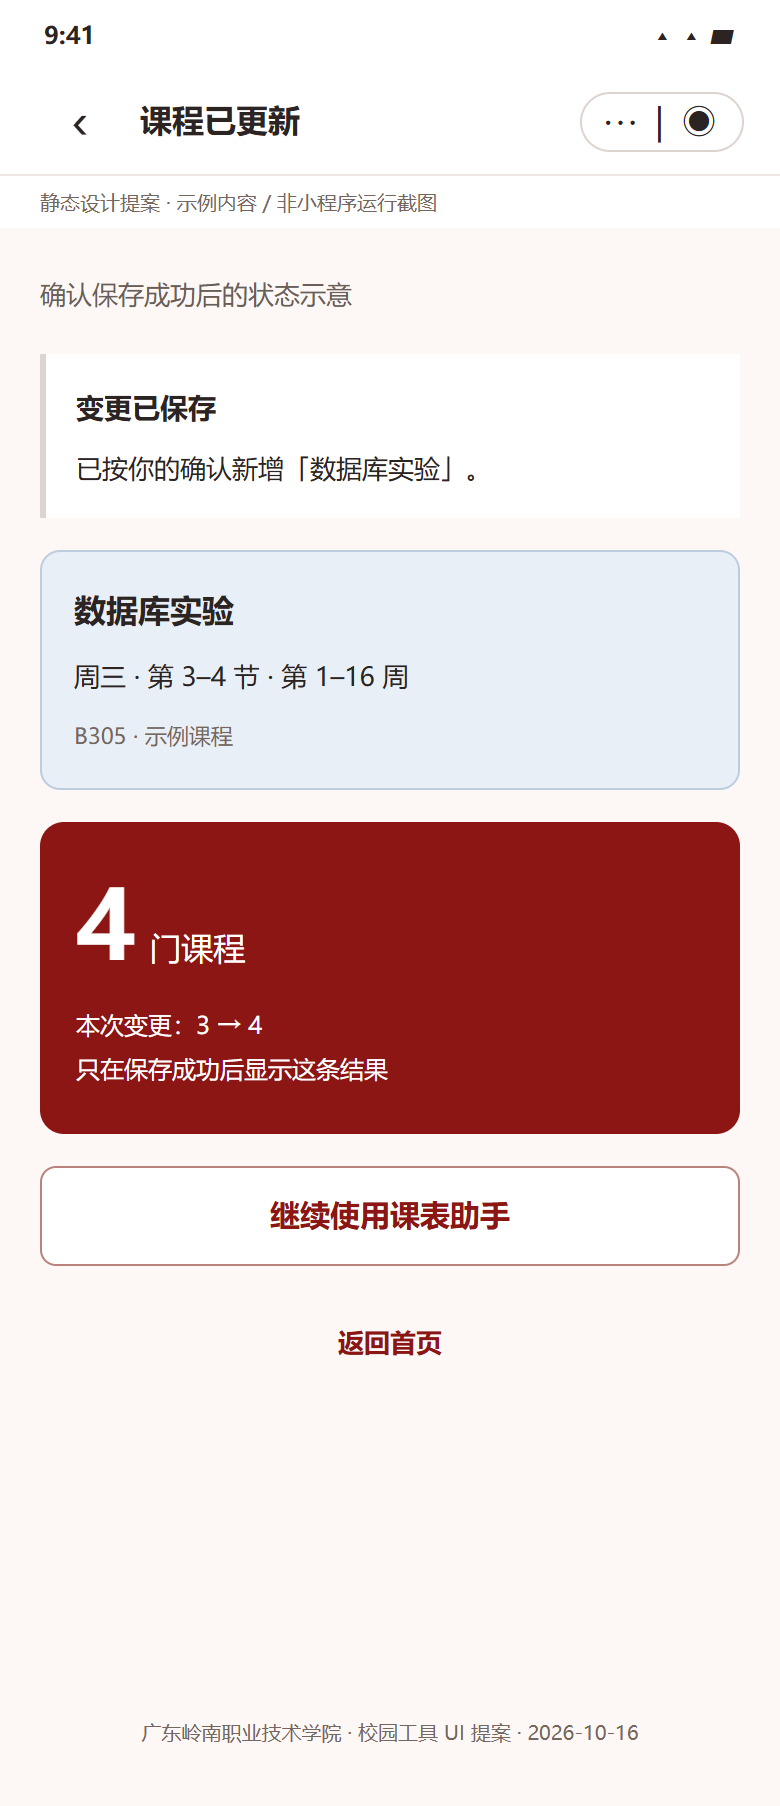 9:41
课程已更新
静态设计提案 · 示例内容 / 非小程序运行截图
确认保存成功后的状态示意
变更已保存
已按你的确认新增「数据库实验」。
数据库实验
周三 · 第 3–4 节 · 第 1–16 周
B305 · 示例课程
4 门课程
本次变更：3 → 4
只在保存成功后显示这条结果
继续使用课表助手
返回首页
广东岭南职业技术学院 · 校园工具 UI 提案 · 2026-10-16